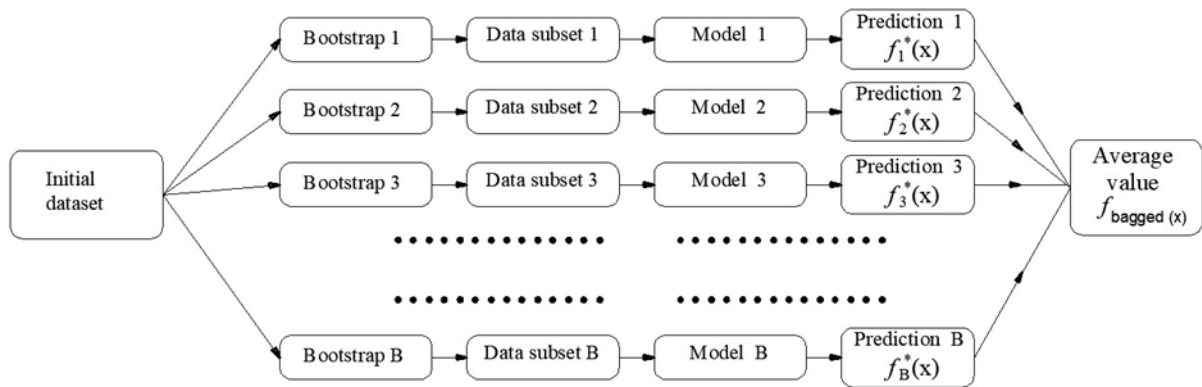 Bootstrap 1
Data subset 1
Model 1
Prediction 1
f₁*(x)
Bootstrap 2
Data subset 2
Model 2
Prediction 2
f₂*(x)
Initial
dataset
Bootstrap 3
Data subset 3
Model 3
Prediction 3
f₃*(x)
Average
value
f bagged (x)
Bootstrap B
Data subset B
Model B
Prediction B
f_B*(x)